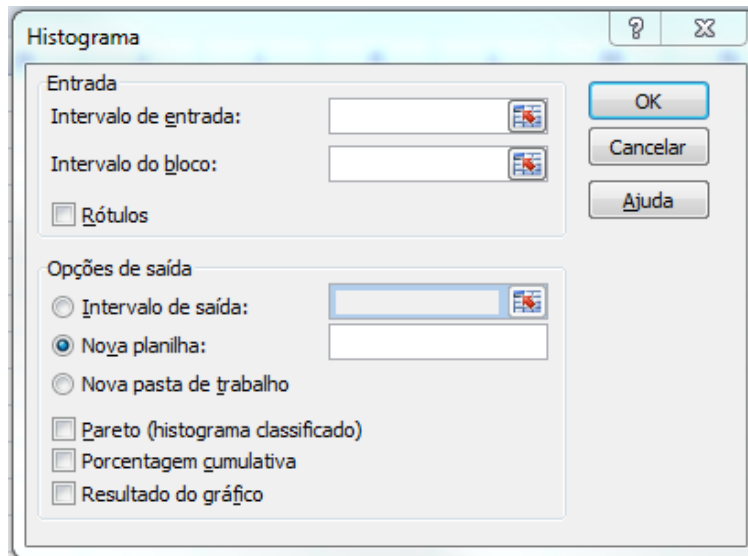 Histograma
Entrada
Intervalo de entrada:
Intervalo do bloco:
Rótulos
OK
Cancelar
Ajuda
Opções de saída
Intervalo de saída:
Nova planilha:
Nova pasta de trabalho
Pareto (histograma classificado)
Porcentagem cumulativa
Resultado do gráfico